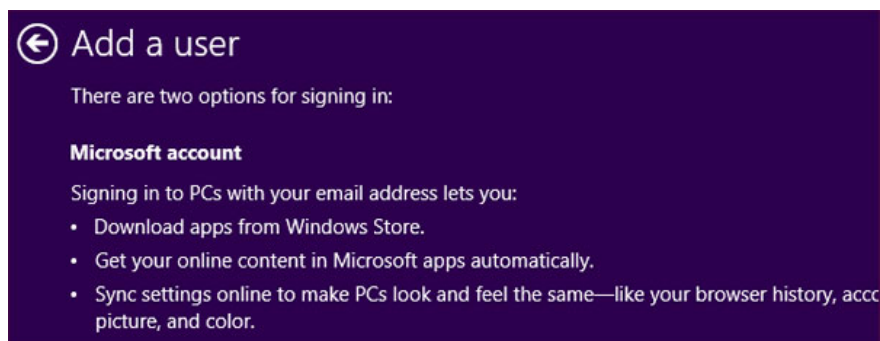 Add a user
There are two options for signing in:
Microsoft account
Signing in to PCs with your email address lets you:
• Download apps from Windows Store.
• Get your online content in Microsoft apps automatically.
• Sync settings online to make PCs look and feel the same—like your browser history,
picture, and color.